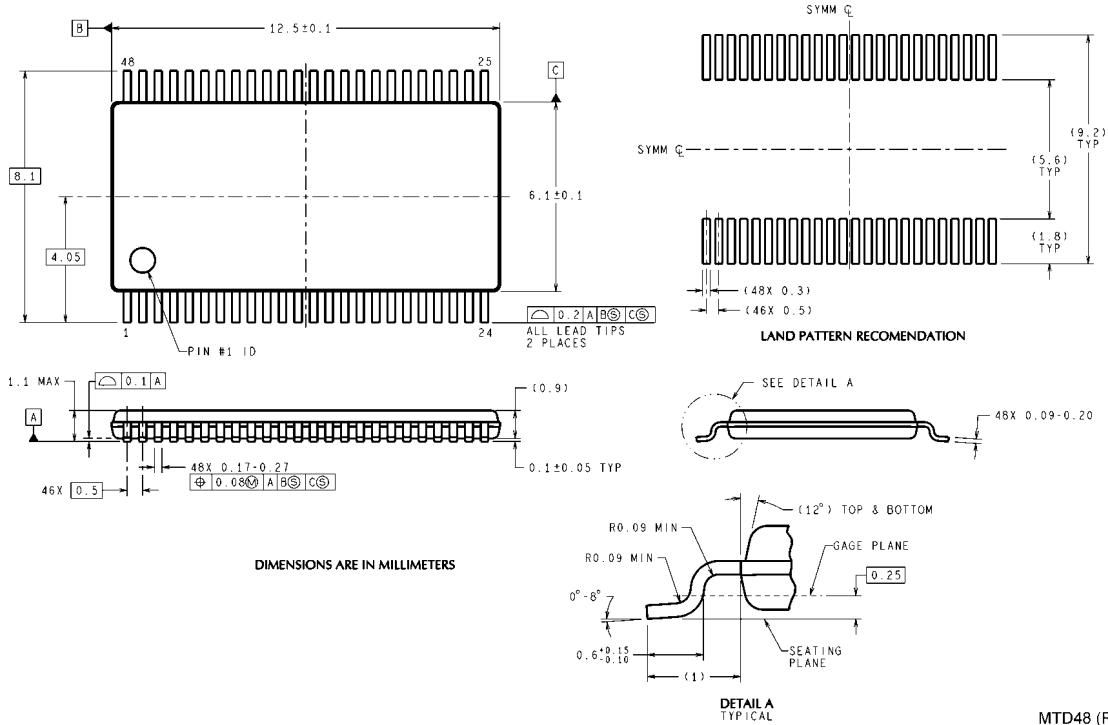 B
12.5±0.1
48
25
C
8.1
4.05
6.1±0.1
1
24
⌓ 0.2 A BⓈ CⓈ
ALL LEAD TIPS
2 PLACES
PIN #1 ID
SYMM ℄
SYMM ℄
(9.2)
TYP
(5.6)
TYP
(1.8)
TYP
(48X 0.3)
(46X 0.5)
LAND PATTERN RECOMENDATION
1.1 MAX
⌓ 0.1 A
A
(0.9)
48X 0.17-0.27
⌖ 0.08Ⓜ A BⓈ CⓈ
46X 0.5
0.1±0.05 TYP
SEE DETAIL A
48X 0.09-0.20
DIMENSIONS ARE IN MILLIMETERS
(12°) TOP & BOTTOM
R0.09 MIN
R0.09 MIN
GAGE PLANE
0.25
0°-8°
0.6 +0.15 -0.10
SEATING
PLANE
(1)
DETAIL A
TYPICAL
MTD48 (R